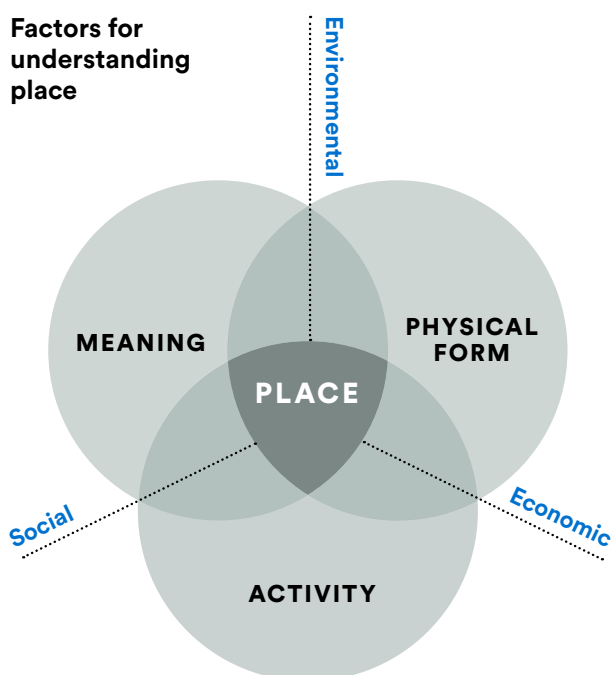 Factors for
understanding
place
Environmental
MEANING
PHYSICAL
FORM
PLACE
Social
Economic
ACTIVITY